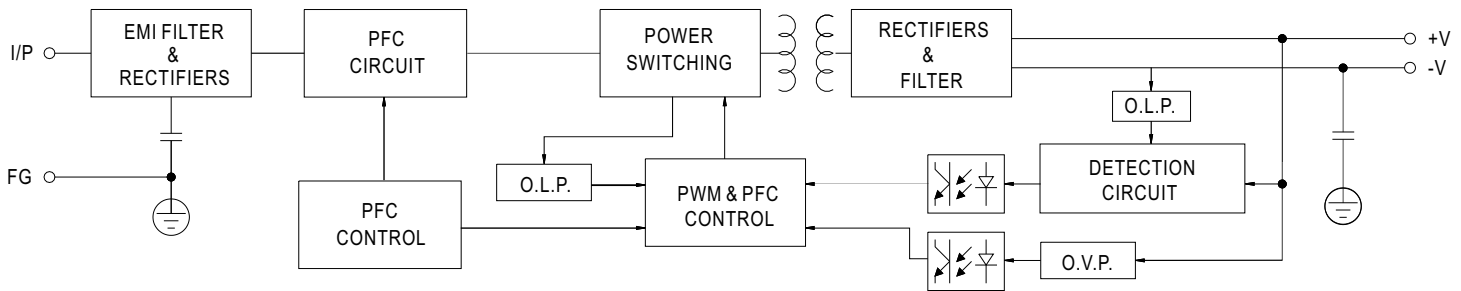 I/P
EMI FILTER
&
RECTIFIERS
PFC
CIRCUIT
POWER
SWITCHING
RECTIFIERS
&
FILTER
+V
-V
O.L.P.
FG
O.L.P.
PFC
CONTROL
PWM & PFC
CONTROL
DETECTION
CIRCUIT
O.V.P.